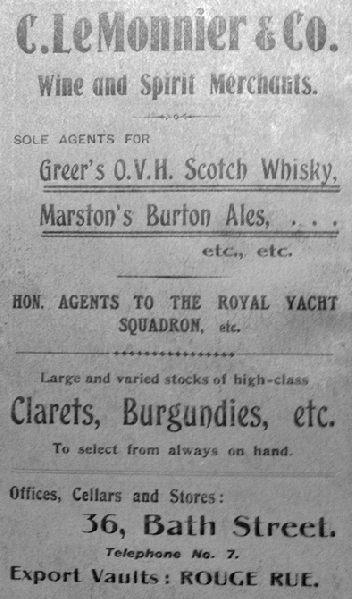 C. Le Monnier & Co.
Wine and Spirit Merchants.
SOLE AGENTS FOR
Greer's O.V.H. Scotch Whisky,
Marston's Burton Ales, . . .
etc., etc.
HON. AGENTS TO THE ROYAL YACHT
SQUADRON, etc.
Large and varied stocks of high-class
Clarets, Burgundies, etc.
To select from always on hand.
Offices, Cellars and Stores:
36, Bath Street.
Telephone No. 7.
Export Vaults: ROUGE RUE.